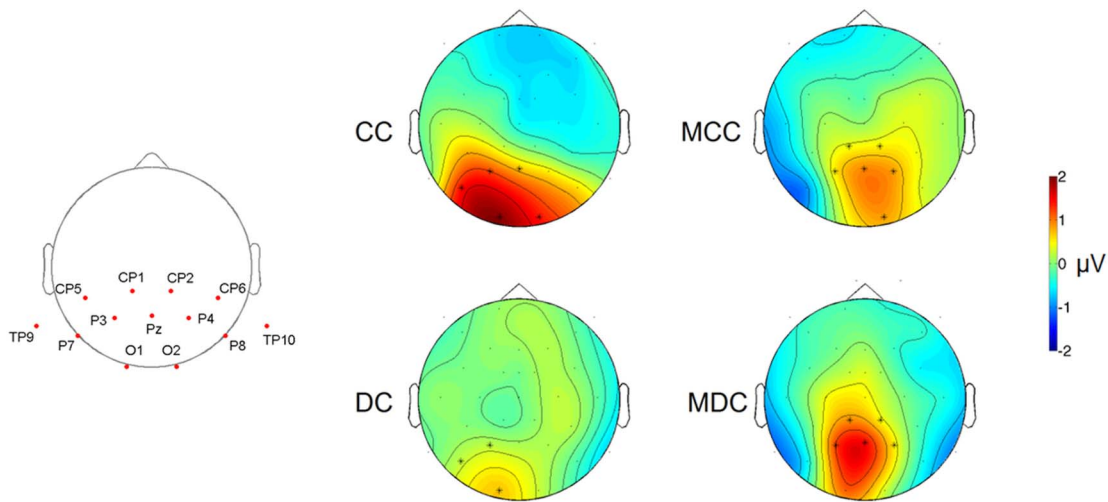 CC
MCC
2
1
0
-1
-2
µV
CP1
CP2
CP5
CP6
P3
Pz
P4
TP9
P7
O1
O2
P8
TP10
DC
MDC